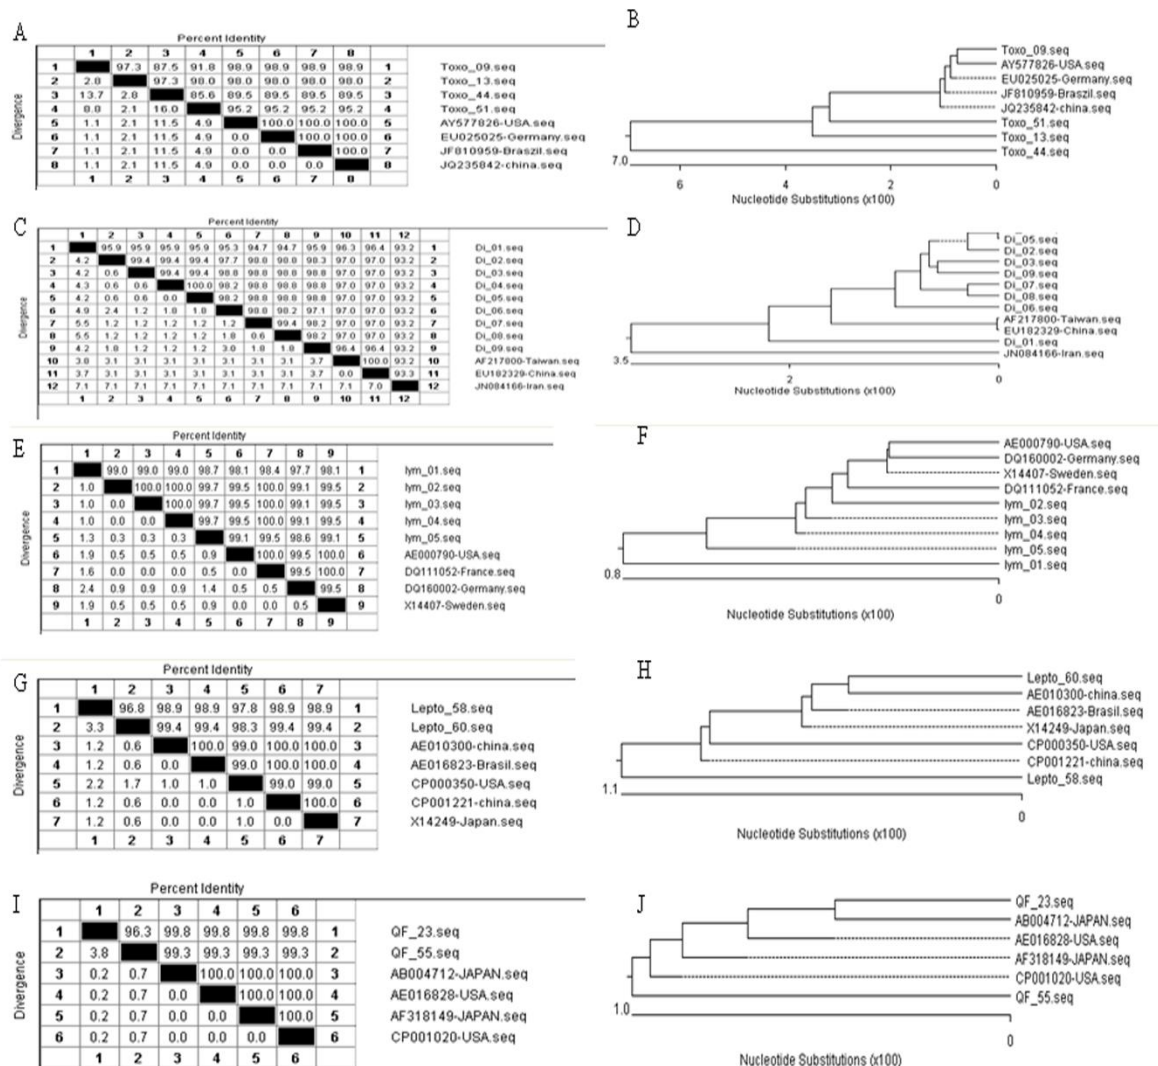 A
Percent Identity
1 2 3 4 5 6 7 8
1 97.3 87.5 91.8 98.9 98.9 98.9 98.9 1 Toxo_09.seq
2 2.8 97.3 98.0 98.0 98.0 98.0 98.0 2 Toxo_13.seq
3 13.7 2.8 85.6 89.5 89.5 89.5 89.5 3 Toxo_44.seq
4 8.8 2.1 16.0 95.2 95.2 95.2 95.2 4 Toxo_51.seq
5 1.1 2.1 11.5 4.9 100.0 100.0 100.0 5 AY577826-USA.seq
6 1.1 2.1 11.5 4.9 0.0 100.0 100.0 6 EU025025-Germany.seq
7 1.1 2.1 11.5 4.9 0.0 0.0 100.0 7 JF810959-Braszil.seq
8 1.1 2.1 11.5 4.9 0.0 0.0 0.0 8 JQ235842-china.seq
1 2 3 4 5 6 7 8
Divergence
B
Toxo_09.seq
AY577826-USA.seq
EU025025-Germany.seq
JF810959-Braszil.seq
JQ235842-china.seq
Toxo_51.seq
Toxo_13.seq
Toxo_44.seq
7.0
6 4 2 0
Nucleotide Substitutions (x100)
C
Percent Identity
1 2 3 4 5 6 7 8 9 10 11 12
1 95.9 95.9 95.9 95.9 95.3 94.7 94.7 95.9 96.3 96.4 93.2 1 Di_01.seq
2 4.2 99.4 99.4 99.4 97.7 98.8 98.8 98.3 97.0 97.0 93.2 2 Di_02.seq
3 4.2 0.6 99.4 99.4 98.8 98.8 98.8 98.8 97.0 97.0 93.2 3 Di_03.seq
4 4.3 0.6 0.6 100.0 98.2 98.8 98.8 98.8 97.0 97.0 93.2 4 Di_04.seq
5 4.2 0.6 0.6 0.0 98.2 98.8 98.8 98.8 97.0 97.0 93.2 5 Di_05.seq
6 4.9 2.4 1.2 1.8 1.8 98.8 98.2 97.1 97.0 97.0 93.2 6 Di_06.seq
7 5.5 1.2 1.2 1.2 1.2 1.2 99.4 98.2 97.0 97.0 93.2 7 Di_07.seq
8 5.5 1.2 1.2 1.2 1.2 1.8 0.6 98.2 97.0 97.0 93.2 8 Di_08.seq
9 4.2 1.8 1.2 1.2 1.2 3.0 1.8 1.8 96.4 96.4 93.2 9 Di_09.seq
10 3.8 3.1 3.1 3.1 3.1 3.1 3.1 3.1 3.7 100.0 93.2 10 AF217800-Taiwan.seq
11 3.7 3.1 3.1 3.1 3.1 3.1 3.1 3.1 3.7 0.0 93.3 11 EU182329-China.seq
12 7.1 7.1 7.1 7.1 7.1 7.1 7.1 7.1 7.1 7.1 7.0 12 JN084166-Iran.seq
1 2 3 4 5 6 7 8 9 10 11 12
Divergence
D
Di_05.seq
Di_02.seq
Di_03.seq
Di_09.seq
Di_07.seq
Di_08.seq
Di_06.seq
AF217800-Taiwan.seq
EU182329-China.seq
Di_01.seq
JN084166-Iran.seq
3.5
2 0
Nucleotide Substitutions (x100)
E
Percent Identity
1 2 3 4 5 6 7 8 9
1 99.0 99.0 99.0 98.7 98.1 98.4 97.7 98.1 1 lym_01.seq
2 1.0 100.0 100.0 99.7 99.5 100.0 99.1 99.5 2 lym_02.seq
3 1.0 0.0 100.0 99.7 99.5 100.0 99.1 99.5 3 lym_03.seq
4 1.0 0.0 0.0 99.7 99.5 100.0 99.1 99.5 4 lym_04.seq
5 1.3 0.3 0.3 0.3 99.1 99.5 98.6 99.1 5 lym_05.seq
6 1.9 0.5 0.5 0.5 0.9 100.0 99.5 100.0 6 AE000790-USA.seq
7 1.6 0.0 0.0 0.0 0.5 0.0 99.5 100.0 7 DQ111052-France.seq
8 2.4 0.9 0.9 0.9 1.4 0.5 0.5 99.5 8 DQ160002-Germany.seq
9 1.9 0.5 0.5 0.5 0.9 0.0 0.0 0.5 9 X14407-Sweden.seq
1 2 3 4 5 6 7 8 9
Divergence
F
AE000790-USA.seq
DQ160002-Germany.seq
X14407-Sweden.seq
DQ111052-France.seq
lym_02.seq
lym_03.seq
lym_04.seq
lym_05.seq
lym_01.seq
0.8
0
Nucleotide Substitutions (x100)
G
Percent Identity
1 2 3 4 5 6 7
1 96.8 98.9 98.9 97.8 98.9 98.9 1 Lepto_58.seq
2 3.3 99.4 99.4 98.3 99.4 99.4 2 Lepto_60.seq
3 1.2 0.6 100.0 99.0 100.0 100.0 3 AE010300-china.seq
4 1.2 0.6 0.0 99.0 100.0 100.0 4 AE016823-Brasil.seq
5 2.2 1.7 1.0 1.0 99.0 99.0 5 CP000350-USA.seq
6 1.2 0.6 0.0 0.0 1.0 100.0 6 CP001221-china.seq
7 1.2 0.6 0.0 0.0 1.0 0.0 7 X14249-Japan.seq
1 2 3 4 5 6 7
Divergence
H
Lepto_60.seq
AE010300-china.seq
AE016823-Brasil.seq
X14249-Japan.seq
CP000350-USA.seq
CP001221-china.seq
Lepto_58.seq
1.1
0
Nucleotide Substitutions (x100)
I
Percent Identity
1 2 3 4 5 6
1 96.3 99.8 99.8 99.8 99.8 1 QF_23.seq
2 3.8 99.3 99.3 99.3 99.3 2 QF_55.seq
3 0.2 0.7 100.0 100.0 100.0 3 AB004712-JAPAN.seq
4 0.2 0.7 0.0 100.0 100.0 4 AE016828-USA.seq
5 0.2 0.7 0.0 0.0 100.0 5 AF318149-JAPAN.seq
6 0.2 0.7 0.0 0.0 0.0 6 CP001020-USA.seq
1 2 3 4 5 6
Divergence
J
QF_23.seq
AB004712-JAPAN.seq
AE016828-USA.seq
AF318149-JAPAN.seq
CP001020-USA.seq
QF_55.seq
1.0
0
Nucleotide Substitutions (x100)